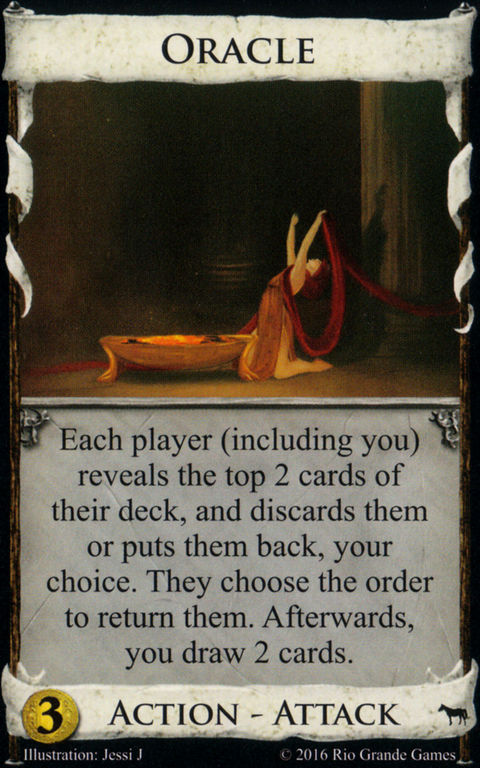 ORACLE
Each player (including you)
reveals the top 2 cards of
their deck, and discards them
or puts them back, your
choice. They choose the order
to return them. Afterwards,
you draw 2 cards.
3
ACTION - ATTACK
Illustration: Jessi J
© 2016 Rio Grande Games